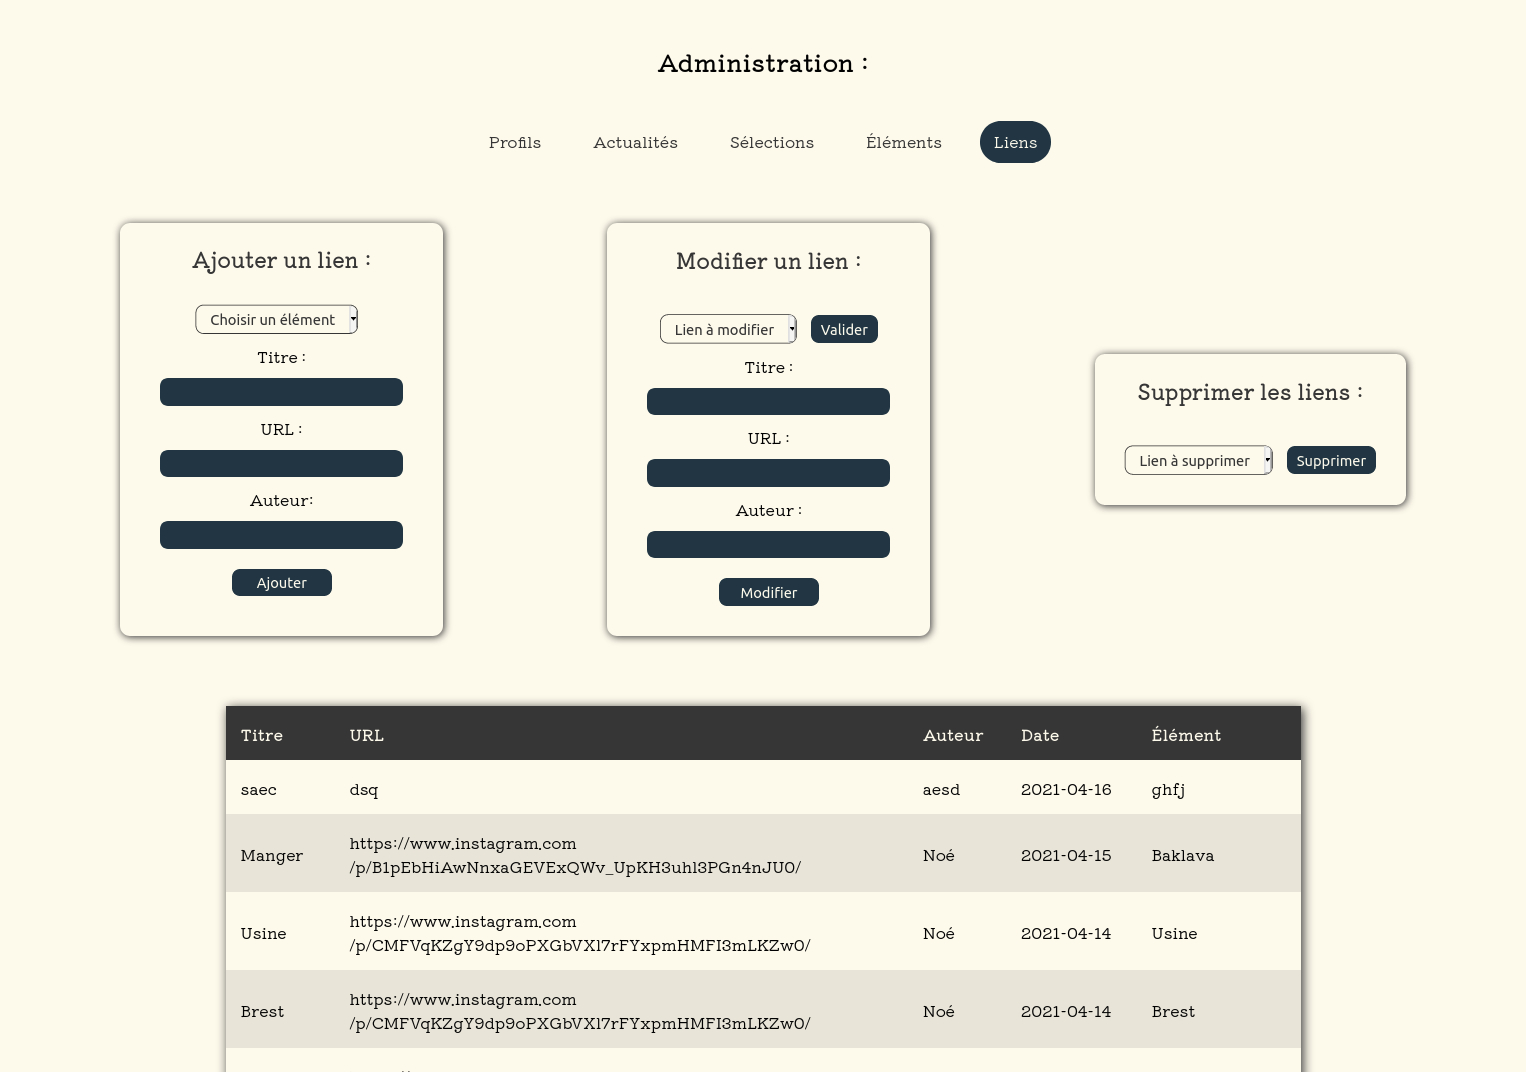 Administration :
Profils Actualités Sélections Éléments Liens
Ajouter un lien :
Choisir un élément
Titre :
URL :
Auteur:
Ajouter
Modifier un lien :
Lien à modifier Valider
Titre :
URL :
Auteur :
Modifier
Supprimer les liens :
Lien à supprimer Supprimer
Titre URL Auteur Date Élément
saec dsq aesd 2021-04-16 ghfj
Manger https://www.instagram.com
/p/B1pEbHiAwNnxaGEVExQWv_UpKH3uhl3PGn4nJU0/ Noé 2021-04-15 Baklava
Usine https://www.instagram.com
/p/CMFVqKZgY9dp9oPXGbVXl7rFYxpmHMFI3mLKZw0/ Noé 2021-04-14 Usine
Brest https://www.instagram.com
/p/CMFVqKZgY9dp9oPXGbVXl7rFYxpmHMFI3mLKZw0/ Noé 2021-04-14 Brest